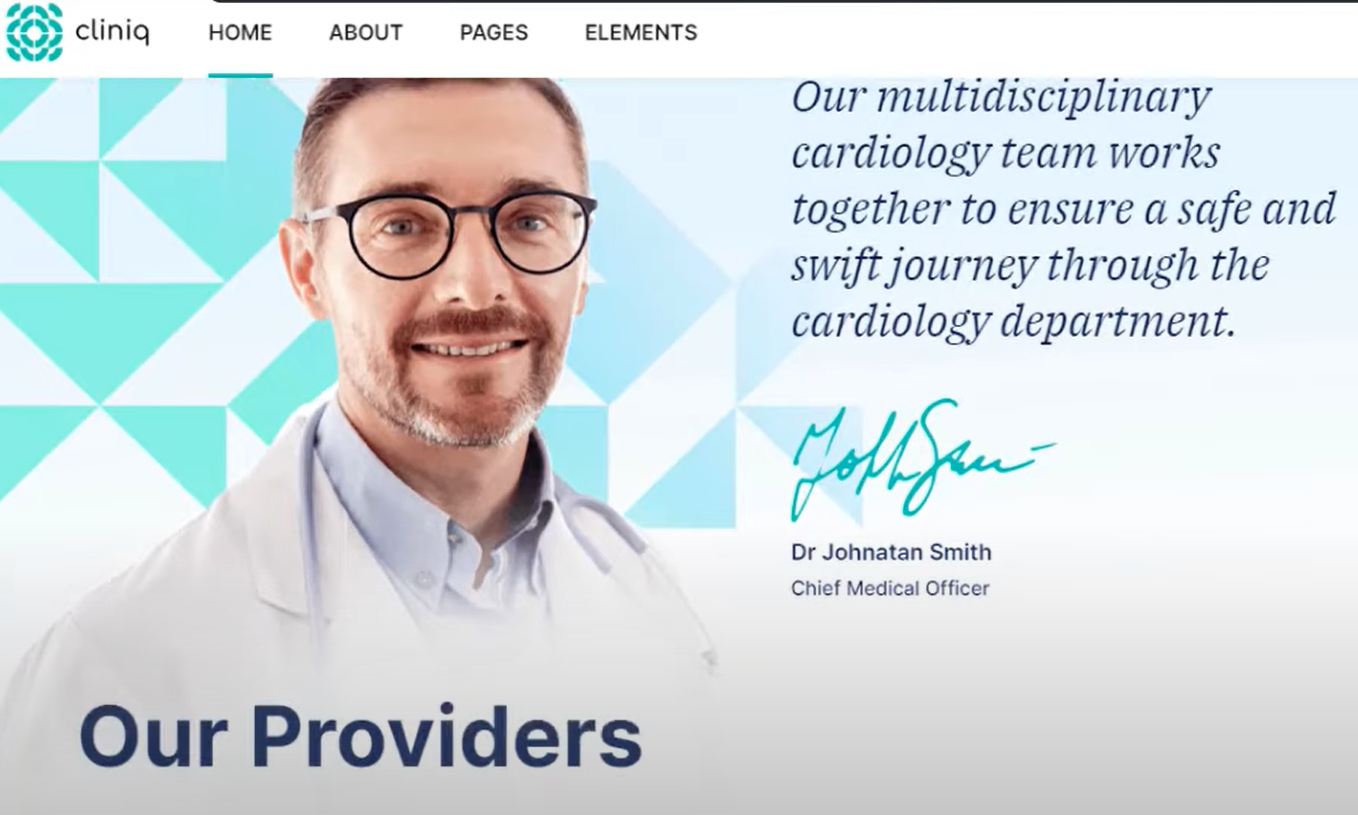 cliniq
HOME
ABOUT
PAGES
ELEMENTS
Our multidisciplinary
cardiology team works
together to ensure a safe and
swift journey through the
cardiology department.
Dr Johnatan Smith
Chief Medical Officer
Our Providers